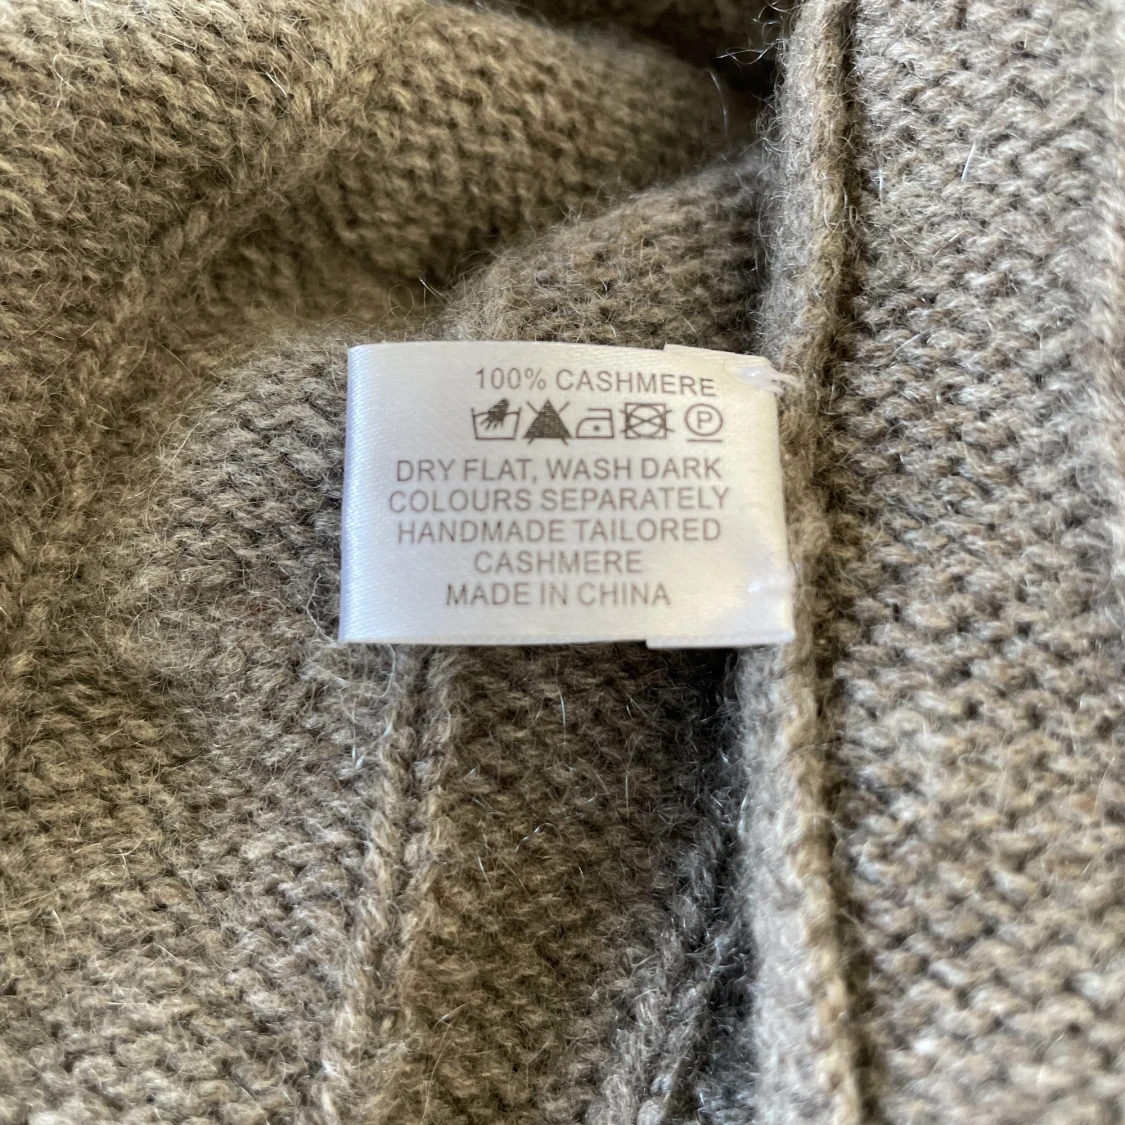 100% CASHMERE
P
DRY FLAT, WASH DARK
COLOURS SEPARATELY
HANDMADE TAILORED
CASHMERE
MADE IN CHINA